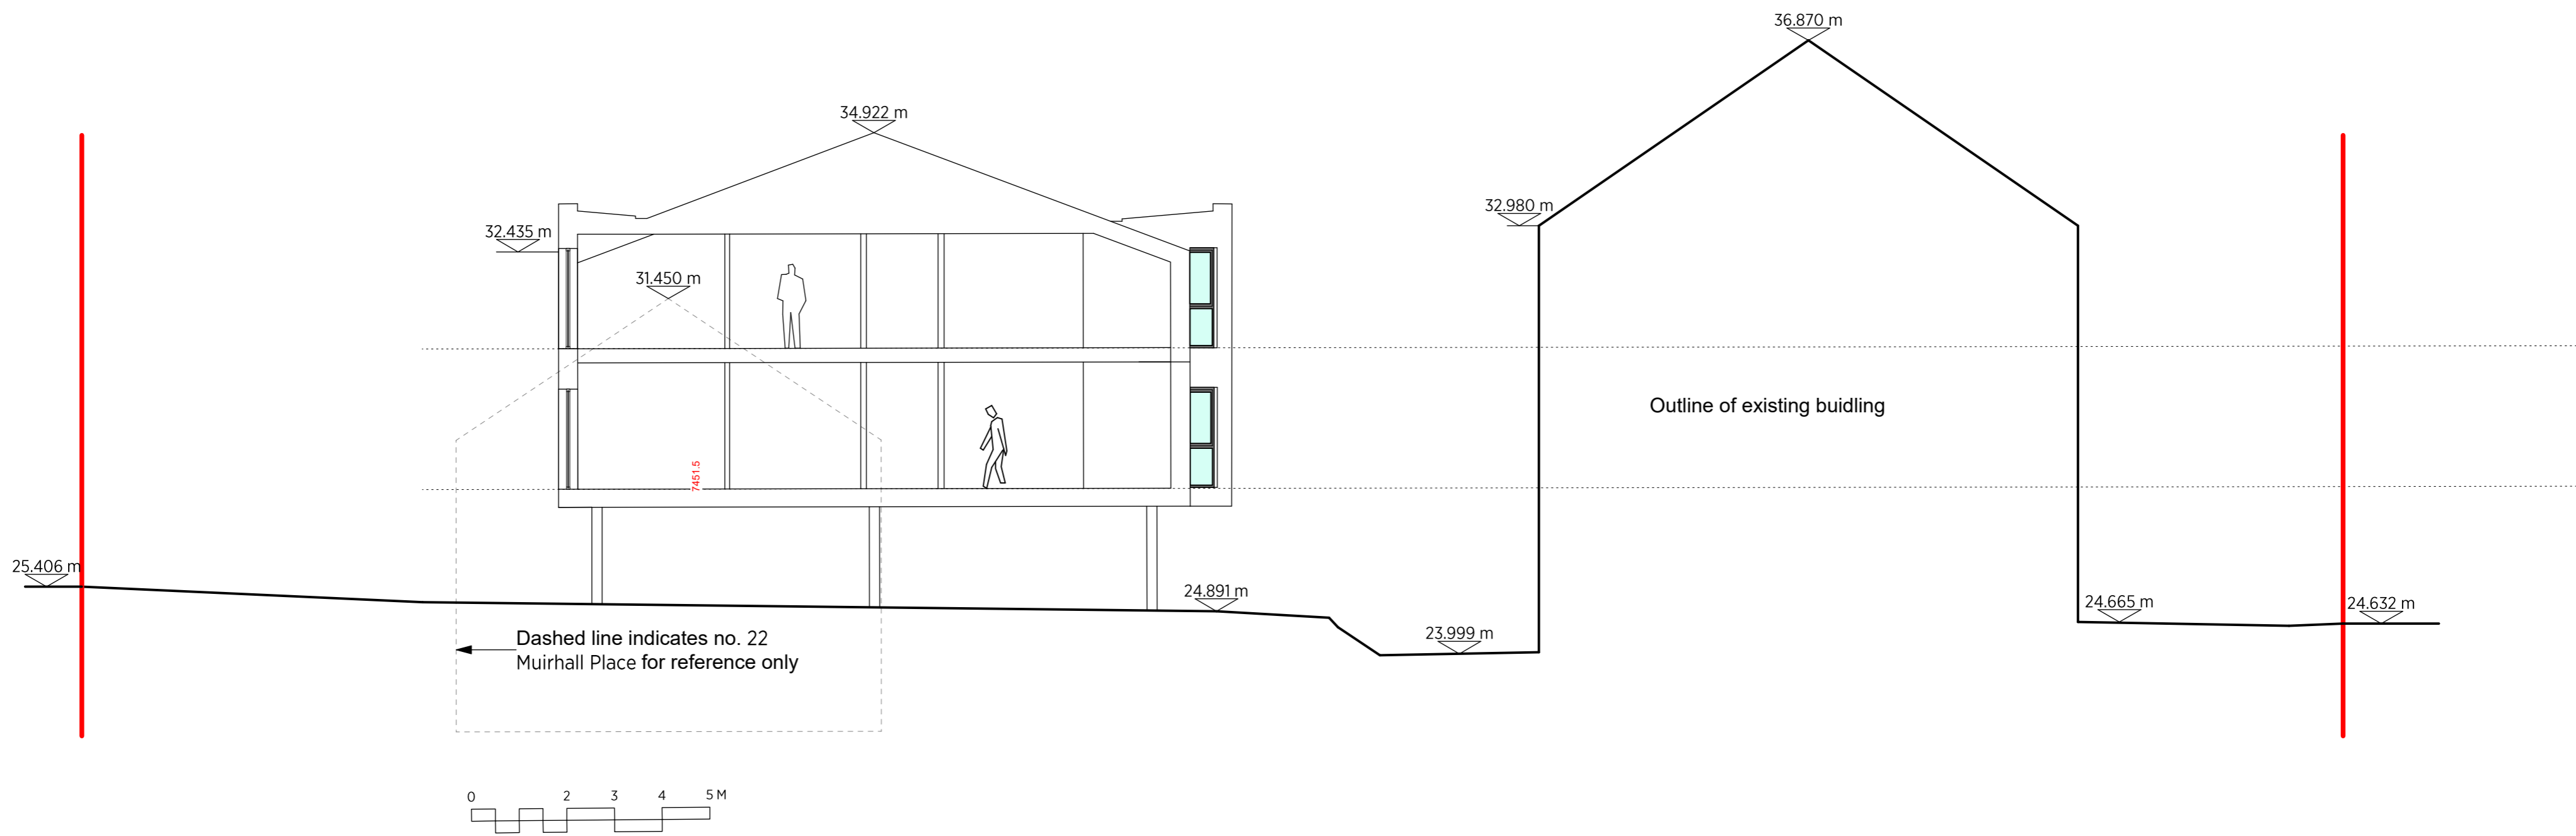 36.870 m
34.922 m
32.980 m
32.435 m
31.450 m
Outline of existing buidling
7451.5
25.406 m
24.891 m
24.665 m
24.632 m
23.999 m
Dashed line indicates no. 22
Muirhall Place for reference only
0 2 3 4 5 M